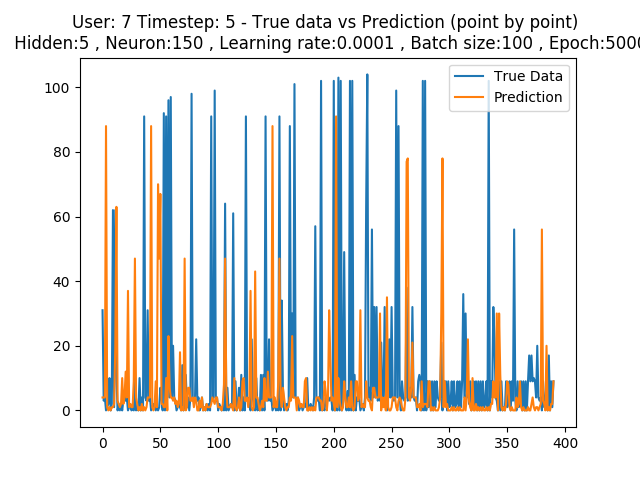 User: 7 Timestep: 5 - True data vs Prediction (point by point)
Hidden:5 , Neuron:150 , Learning rate:0.0001 , Batch size:100 , Epoch:5000
True Data
Prediction
100
80
60
40
20
0
0 50 100 150 200 250 300 350 400